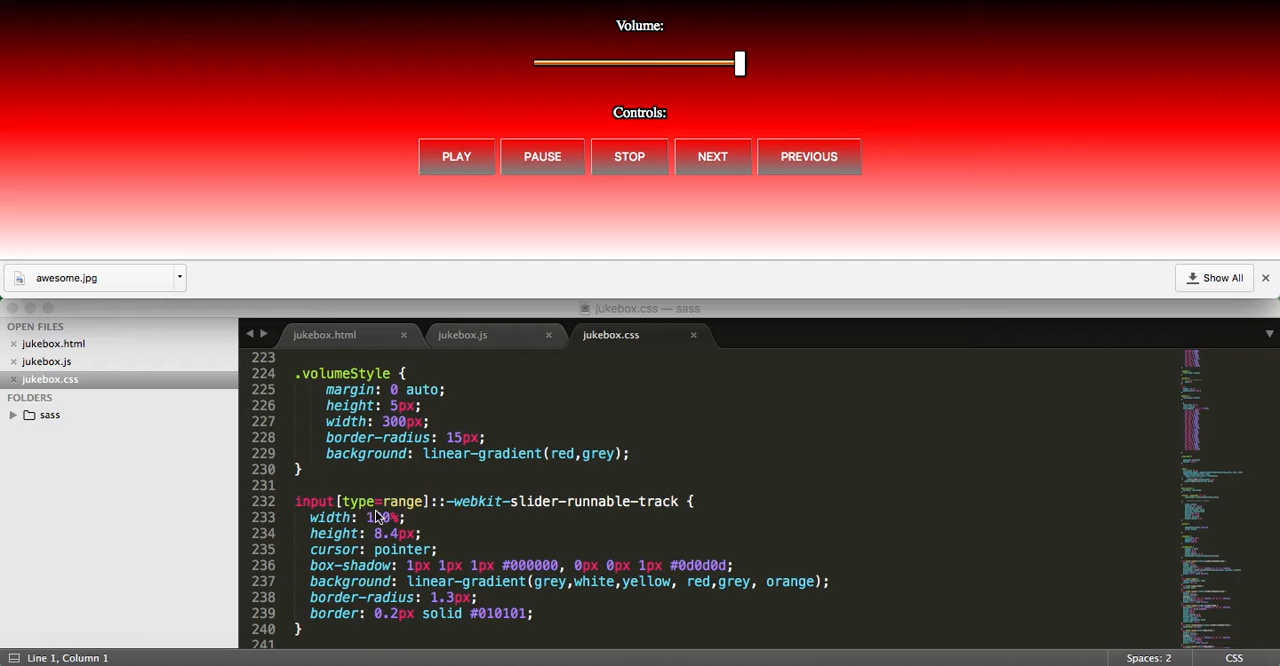 Volume:
Controls:
PLAY PAUSE STOP NEXT PREVIOUS
awesome.jpg
Show All
jukebox.css — sass
OPEN FILES
jukebox.html
jukebox.js
jukebox.css
FOLDERS
sass
jukebox.html jukebox.js jukebox.css
223
224 .volumeStyle {
225 margin: 0 auto;
226 height: 5px;
227 width: 300px;
228 border-radius: 15px;
229 background: linear-gradient(red,grey);
230 }
231
232 input[type=range]::-webkit-slider-runnable-track {
233 width: 
234 height: 8.4px;
235 cursor: pointer;
236 box-shadow: 1px 1px 1px #000000, 0px 0px 1px #0d0d0d;
237 background: linear-gradient(grey,white,yellow, red,grey, orange);
238 border-radius: 1.3px;
239 border: 0.2px solid #010101;
240 }
241
Line 1, Column 1
Spaces: 2
CSS